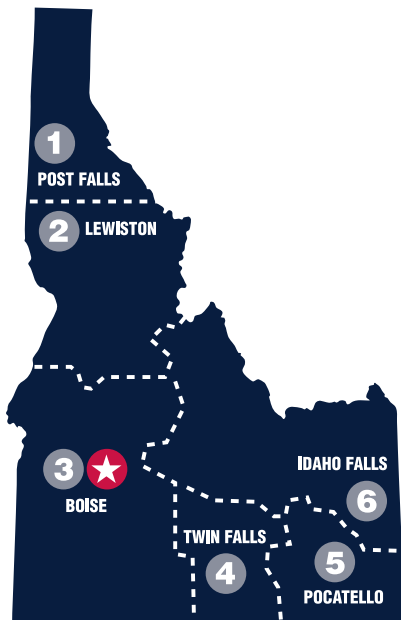 1
POST FALLS
2 LEWISTON
3
BOISE
IDAHO FALLS
6
TWIN FALLS
4
5
POCATELLO